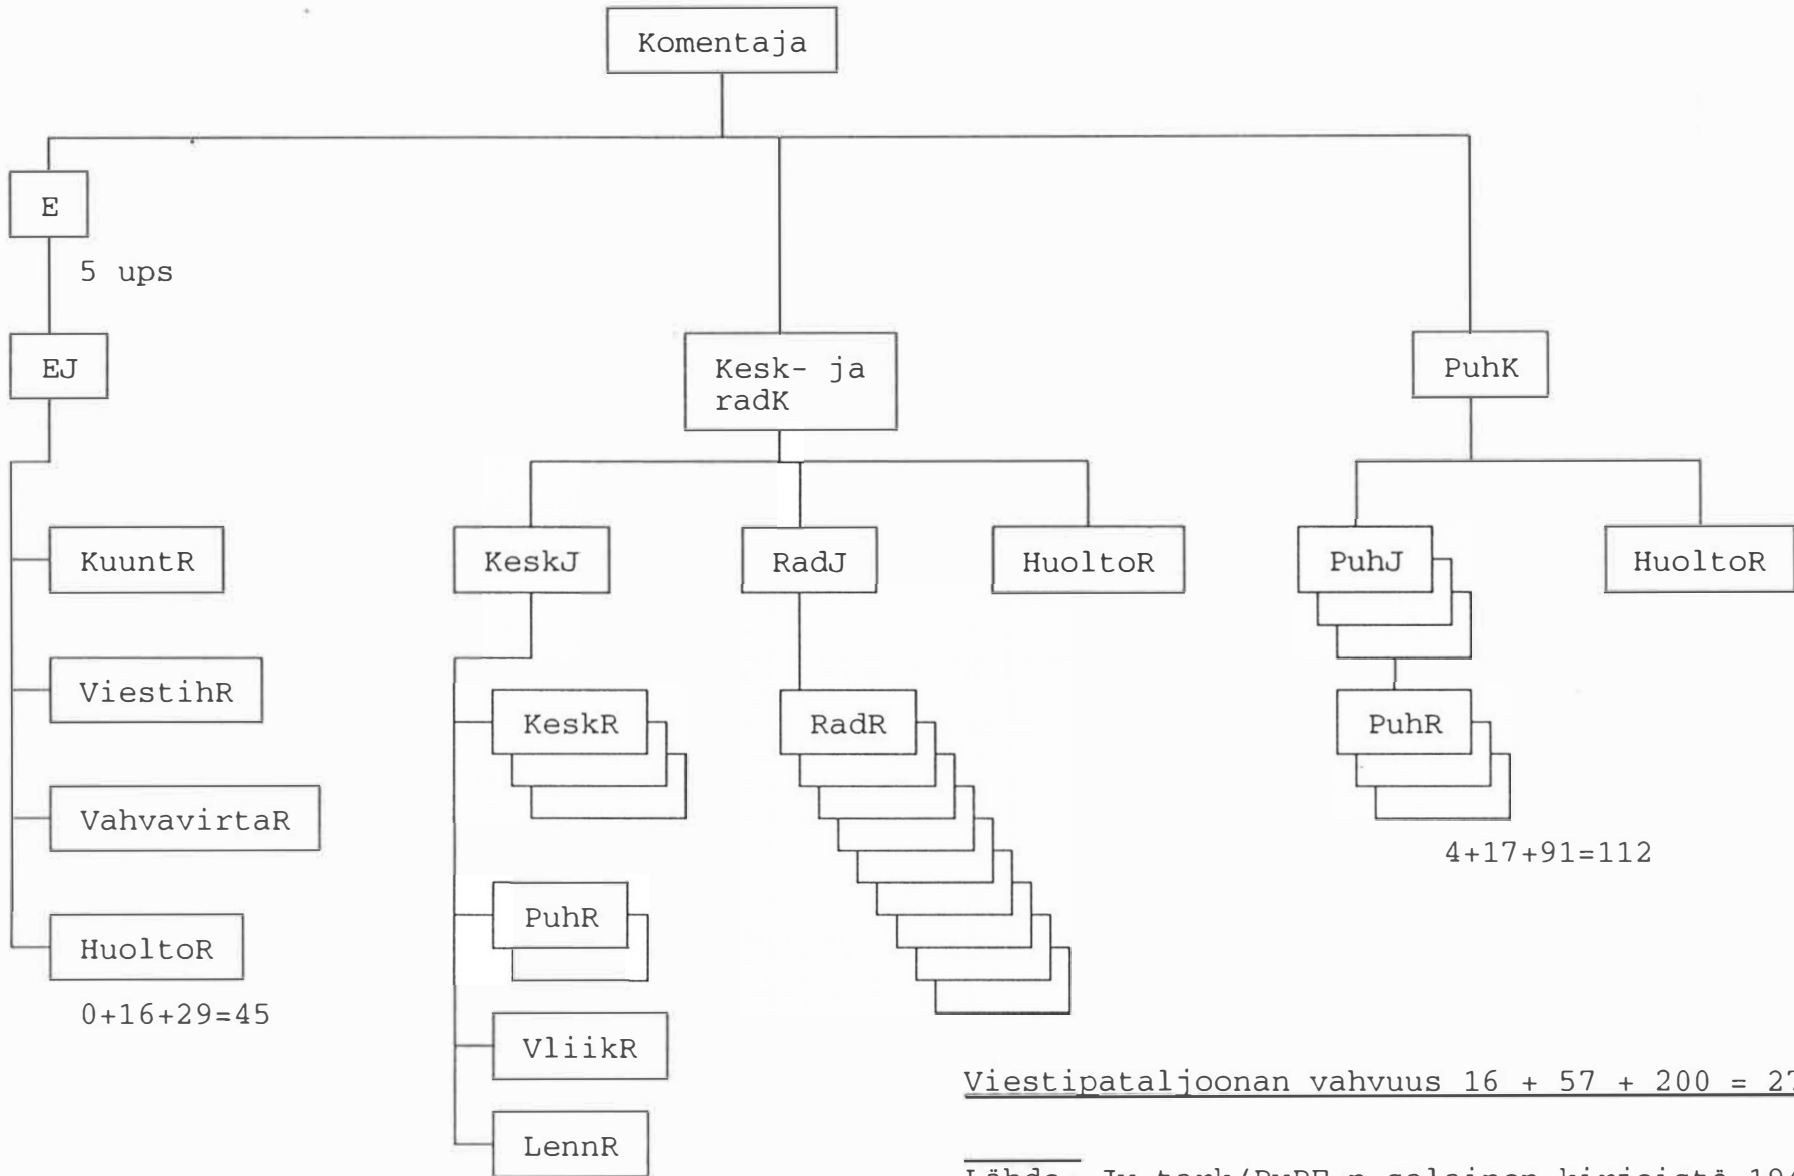 Komentaja
E
5 ups
EJ
Kesk- ja
radK
PuhK
KuuntR
KeskJ
RadJ
HuoltoR
PuhJ
HuoltoR
ViestihR
KeskR
RadR
PuhR
VahvavirtaR
4+17+91=112
PuhR
HuoltoR
0+16+29=45
VliikR
Viestipataljoonan vahvuus 16 + 57 + 200 = 27
LennR